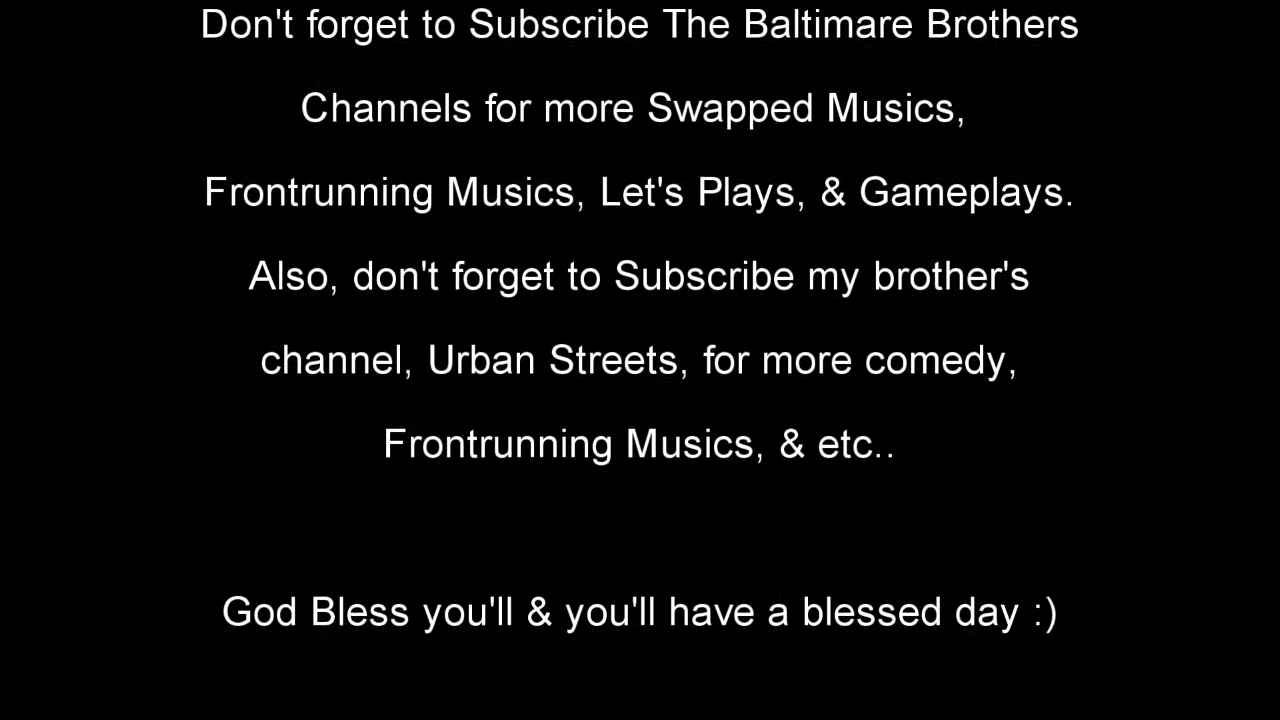 Don't forget to Subscribe The Baltimare Brothers
Channels for more Swapped Musics,
Frontrunning Musics, Let's Plays, & Gameplays.
Also, don't forget to Subscribe my brother's
channel, Urban Streets, for more comedy,
Frontrunning Musics, & etc..
God Bless you'll & you'll have a blessed day :)